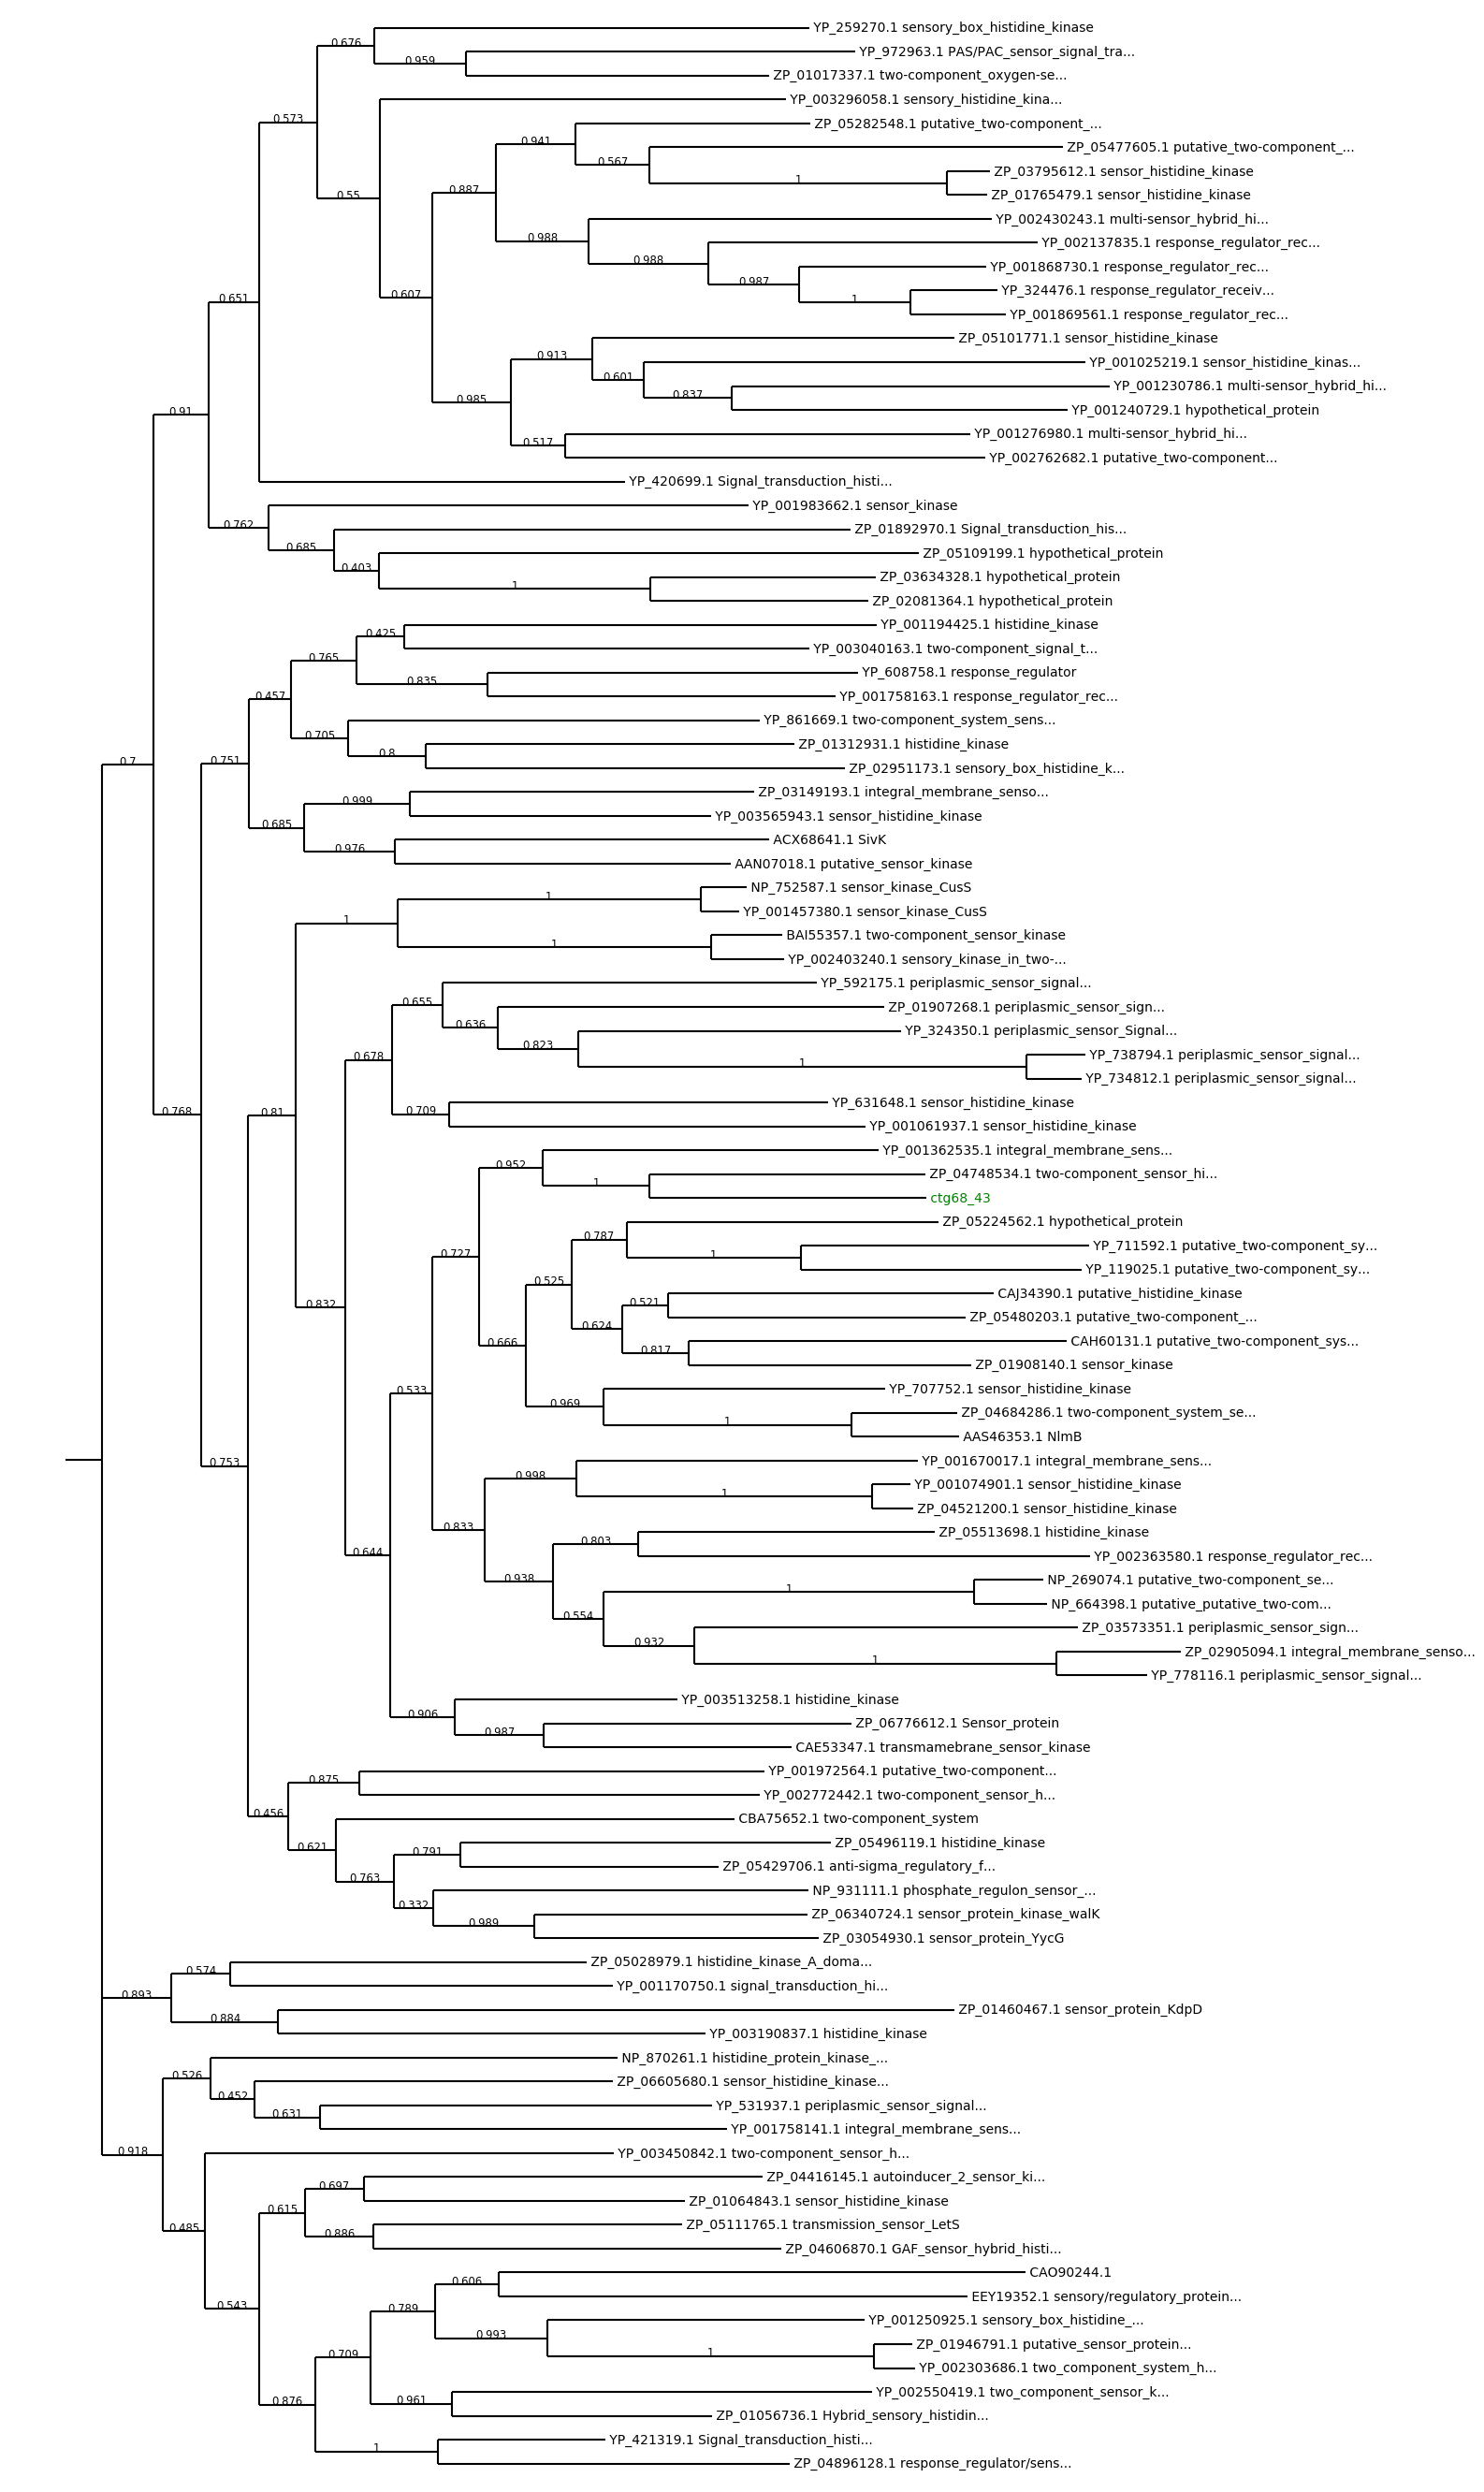 YP_259270.1 sensory_box_histidine_kinase
0.676
YP_972963.1 PAS/PAC_sensor_signal_tra...
0.959
ZP_01017337.1 two-component_oxygen-se...
YP_003296058.1 sensory_histidine_kina...
0.573
ZP_05282548.1 putative_two-component_...
0.941
ZP_05477605.1 putative_two-component_...
0.567
ZP_03795612.1 sensor_histidine_kinase
1
0.887
ZP_01765479.1 sensor_histidine_kinase
0.55
YP_002430243.1 multi-sensor_hybrid_hi...
0.988
YP_002137835.1 response_regulator_rec...
0.988
YP_001868730.1 response_regulator_rec...
0.987
YP_324476.1 response_regulator_receiv...
0.607
1
0.651
YP_001869561.1 response_regulator_rec...
ZP_05101771.1 sensor_histidine_kinase
0.913
YP_001025219.1 sensor_histidine_kinas...
0.601
YP_001230786.1 multi-sensor_hybrid_hi...
0.837
0.985
YP_001240729.1 hypothetical_protein
0.91
YP_001276980.1 multi-sensor_hybrid_hi...
0.517
YP_002762682.1 putative_two-component...
YP_420699.1 Signal_transduction_histi...
YP_001983662.1 sensor_kinase
0.762
ZP_01892970.1 Signal_transduction_his...
0.685
ZP_05109199.1 hypothetical_protein
0.403
ZP_03634328.1 hypothetical_protein
1
ZP_02081364.1 hypothetical_protein
YP_001194425.1 histidine_kinase
0.425
YP_003040163.1 two-component_signal_t...
0.765
YP_608758.1 response_regulator
0.835
0.457
YP_001758163.1 response_regulator_rec...
YP_861669.1 two-component_system_sens...
0.705
ZP_01312931.1 histidine_kinase
0.8
0.7
0.751
ZP_02951173.1 sensory_box_histidine_k...
ZP_03149193.1 integral_membrane_senso...
0.999
YP_003565943.1 sensor_histidine_kinase
0.685
ACX68641.1 SivK
0.976
AAN07018.1 putative_sensor_kinase
NP_752587.1 sensor_kinase_CusS
1
YP_001457380.1 sensor_kinase_CusS
1
BAI55357.1 two-component_sensor_kinase
1
YP_002403240.1 sensory_kinase_in_two-...
YP_592175.1 periplasmic_sensor_signal...
0.655
ZP_01907268.1 periplasmic_sensor_sign...
0.636
YP_324350.1 periplasmic_sensor_Signal...
0.823
YP_738794.1 periplasmic_sensor_signal...
0.678
1
YP_734812.1 periplasmic_sensor_signal...
YP_631648.1 sensor_histidine_kinase
0.768
0.81
0.709
YP_001061937.1 sensor_histidine_kinase
YP_001362535.1 integral_membrane_sens...
0.952
ZP_04748534.1 two-component_sensor_hi...
1
ctg68_43
ZP_05224562.1 hypothetical_protein
0.787
YP_711592.1 putative_two-component_sy...
0.727
1
YP_119025.1 putative_two-component_sy...
0.525
CAJ34390.1 putative_histidine_kinase
0.832
0.521
ZP_05480203.1 putative_two-component_...
0.624
CAH60131.1 putative_two-component_sys...
0.666
0.817
ZP_01908140.1 sensor_kinase
YP_707752.1 sensor_histidine_kinase
0.533
0.969
ZP_04684286.1 two-component_system_se...
1
AAS46353.1 NlmB
YP_001670017.1 integral_membrane_sens...
0.753
0.998
YP_001074901.1 sensor_histidine_kinase
1
ZP_04521200.1 sensor_histidine_kinase
0.833
ZP_05513698.1 histidine_kinase
0.803
0.644
YP_002363580.1 response_regulator_rec...
0.938
NP_269074.1 putative_two-component_se...
1
NP_664398.1 putative_putative_two-com...
0.554
ZP_03573351.1 periplasmic_sensor_sign...
0.932
ZP_02905094.1 integral_membrane_senso...
1
YP_778116.1 periplasmic_sensor_signal...
YP_003513258.1 histidine_kinase
0.906
ZP_06776612.1 Sensor_protein
0.987
CAE53347.1 transmamebrane_sensor_kinase
YP_001972564.1 putative_two-component...
0.875
YP_002772442.1 two-component_sensor_h...
0.456
CBA75652.1 two-component_system
0.621
ZP_05496119.1 histidine_kinase
0.791
ZP_05429706.1 anti-sigma_regulatory_f...
0.763
NP_931111.1 phosphate_regulon_sensor_...
0.332
ZP_06340724.1 sensor_protein_kinase_walK
0.989
ZP_03054930.1 sensor_protein_YycG
ZP_05028979.1 histidine_kinase_A_doma...
0.574
YP_001170750.1 signal_transduction_hi...
0.893
ZP_01460467.1 sensor_protein_KdpD
0.884
YP_003190837.1 histidine_kinase
NP_870261.1 histidine_protein_kinase_...
0.526
ZP_06605680.1 sensor_histidine_kinase...
0.452
YP_531937.1 periplasmic_sensor_signal...
0.631
YP_001758141.1 integral_membrane_sens...
0.918
YP_003450842.1 two-component_sensor_h...
ZP_04416145.1 autoinducer_2_sensor_ki...
0.697
ZP_01064843.1 sensor_histidine_kinase
0.615
ZP_05111765.1 transmission_sensor_LetS
0.485
0.886
ZP_04606870.1 GAF_sensor_hybrid_histi...
CAO90244.1
0.606
EEY19352.1 sensory/regulatory_protein...
0.543
0.789
YP_001250925.1 sensory_box_histidine_...
0.993
ZP_01946791.1 putative_sensor_protein...
0.709
1
YP_002303686.1 two_component_system_h...
YP_002550419.1 two_component_sensor_k...
0.876
0.961
ZP_01056736.1 Hybrid_sensory_histidin...
YP_421319.1 Signal_transduction_histi...
1
ZP_04896128.1 response_regulator/sens...